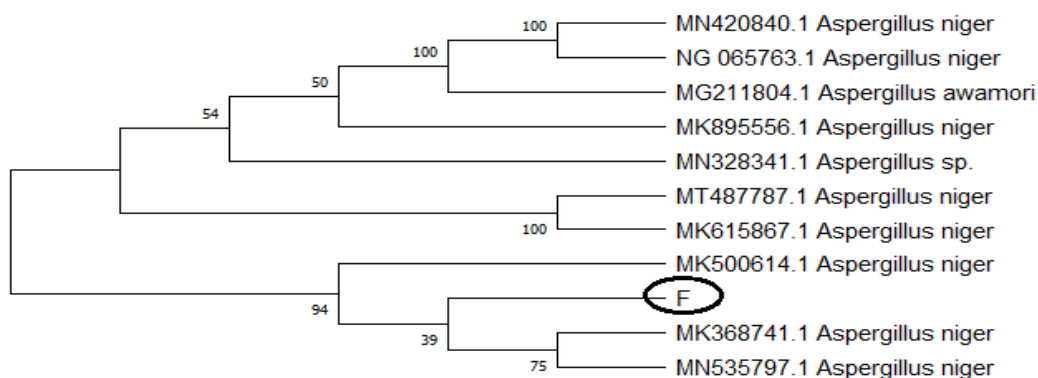 100
MN420840.1 Aspergillus niger
100
NG 065763.1 Aspergillus niger
50
MG211804.1 Aspergillus awamori
54
MK895556.1 Aspergillus niger
MN328341.1 Aspergillus sp.
MT487787.1 Aspergillus niger
100
MK615867.1 Aspergillus niger
MK500614.1 Aspergillus niger
94
F
39
MK368741.1 Aspergillus niger
75
MN535797.1 Aspergillus niger